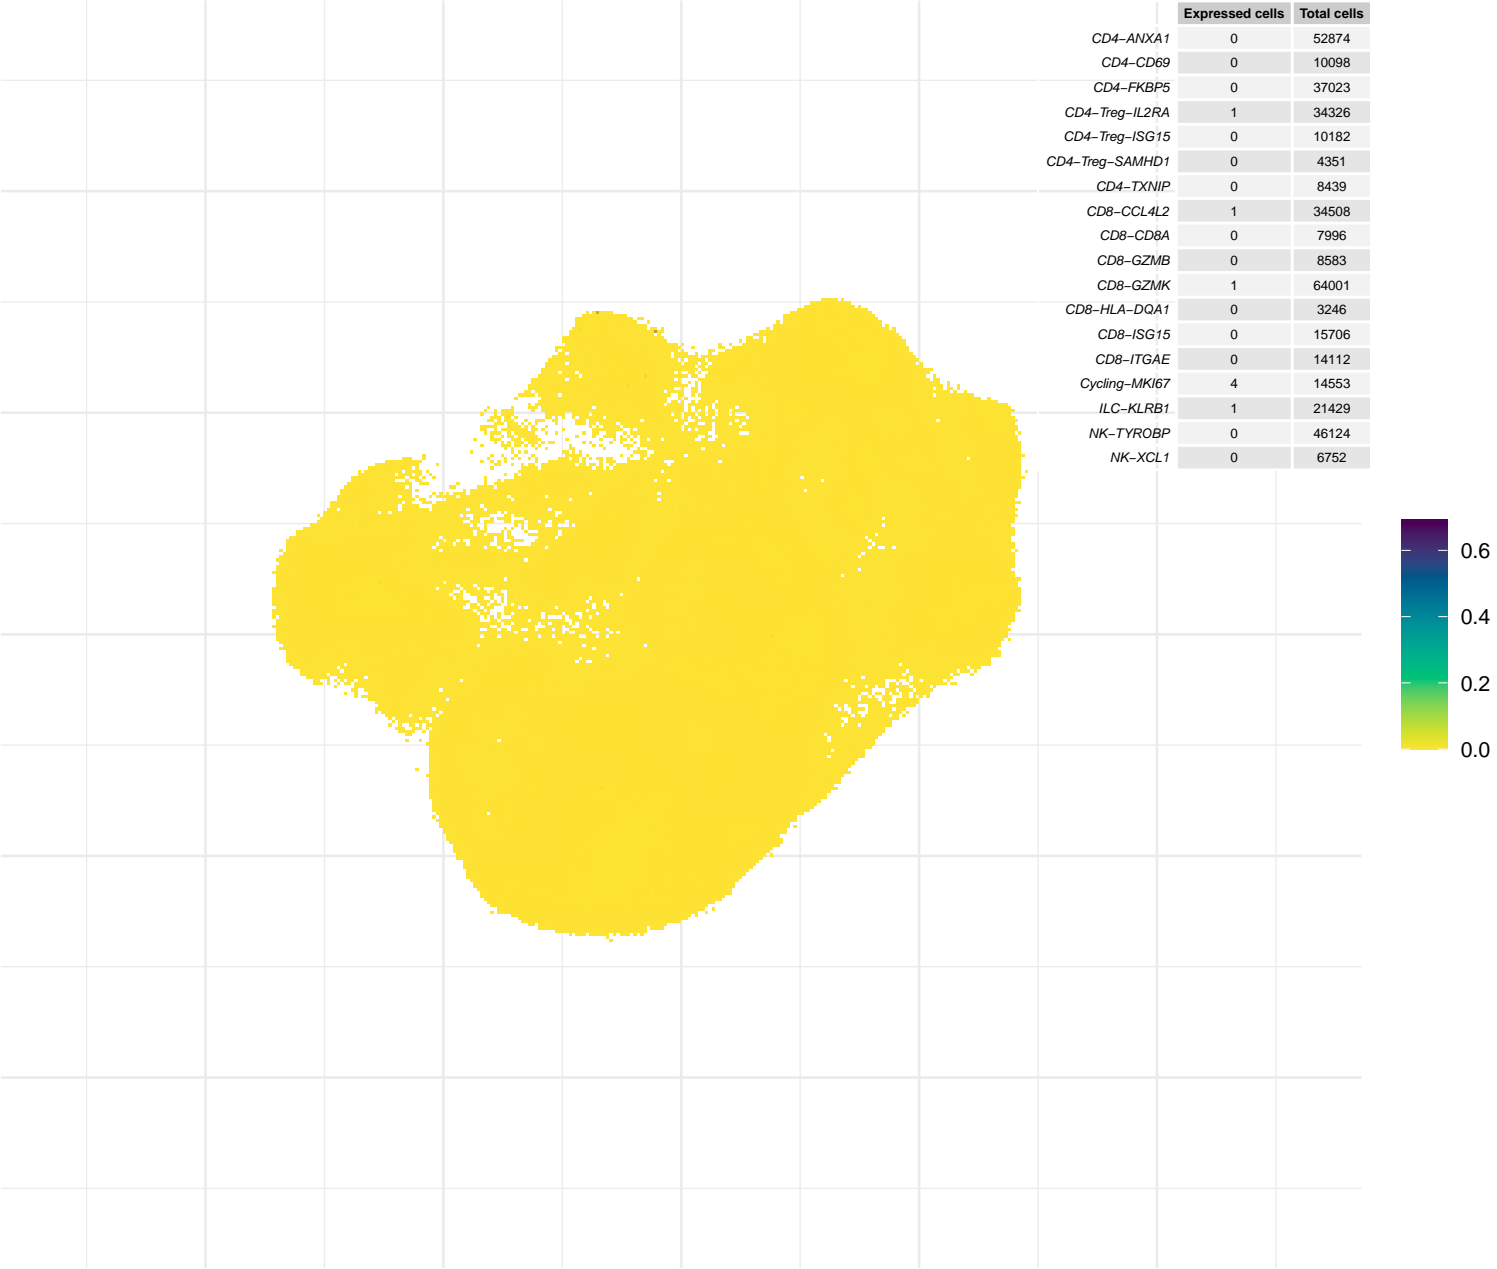 Expressed cells Total cells
CD4−ANXA1 0 52874
CD4−CD69 0 10098
CD4−FKBP5 0 37023
CD4−Treg−IL2RA 1 34326
CD4−Treg−ISG15 0 10182
CD4−Treg−SAMHD1 0 4351
CD4−TXNIP 0 8439
CD8−CCL4L2 1 34508
CD8−CD8A 0 7996
CD8−GZMB 0 8583
CD8−GZMK 1 64001
CD8−HLA−DQA1 0 3246
CD8−ISG15 0 15706
CD8−ITGAE 0 14112
Cycling−MKI67 4 14553
ILC−KLRB1 1 21429
NK−TYROBP 0 46124
NK−XCL1 0 6752
0.6
0.4
0.2
0.0